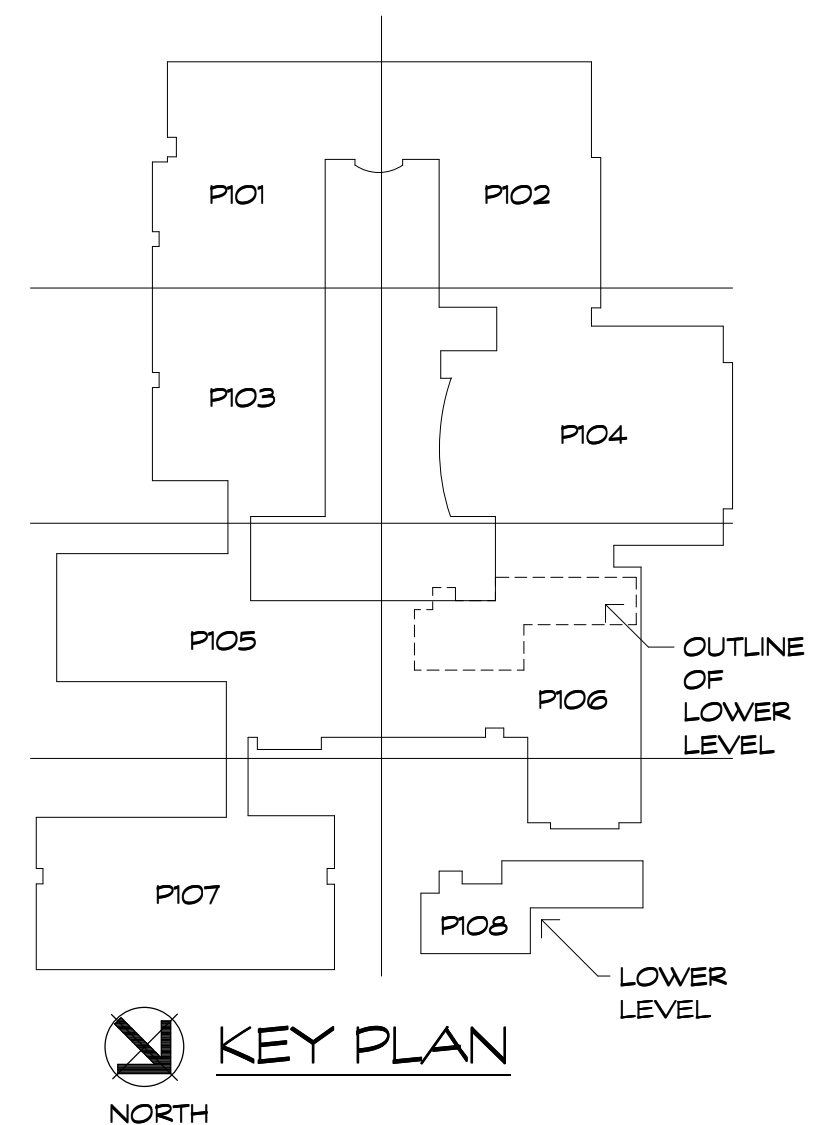 P101
P102
P103
P104
P105
OUTLINE
OF
LOWER
LEVEL
P106
P107
P108
LOWER
LEVEL
KEY PLAN
NORTH